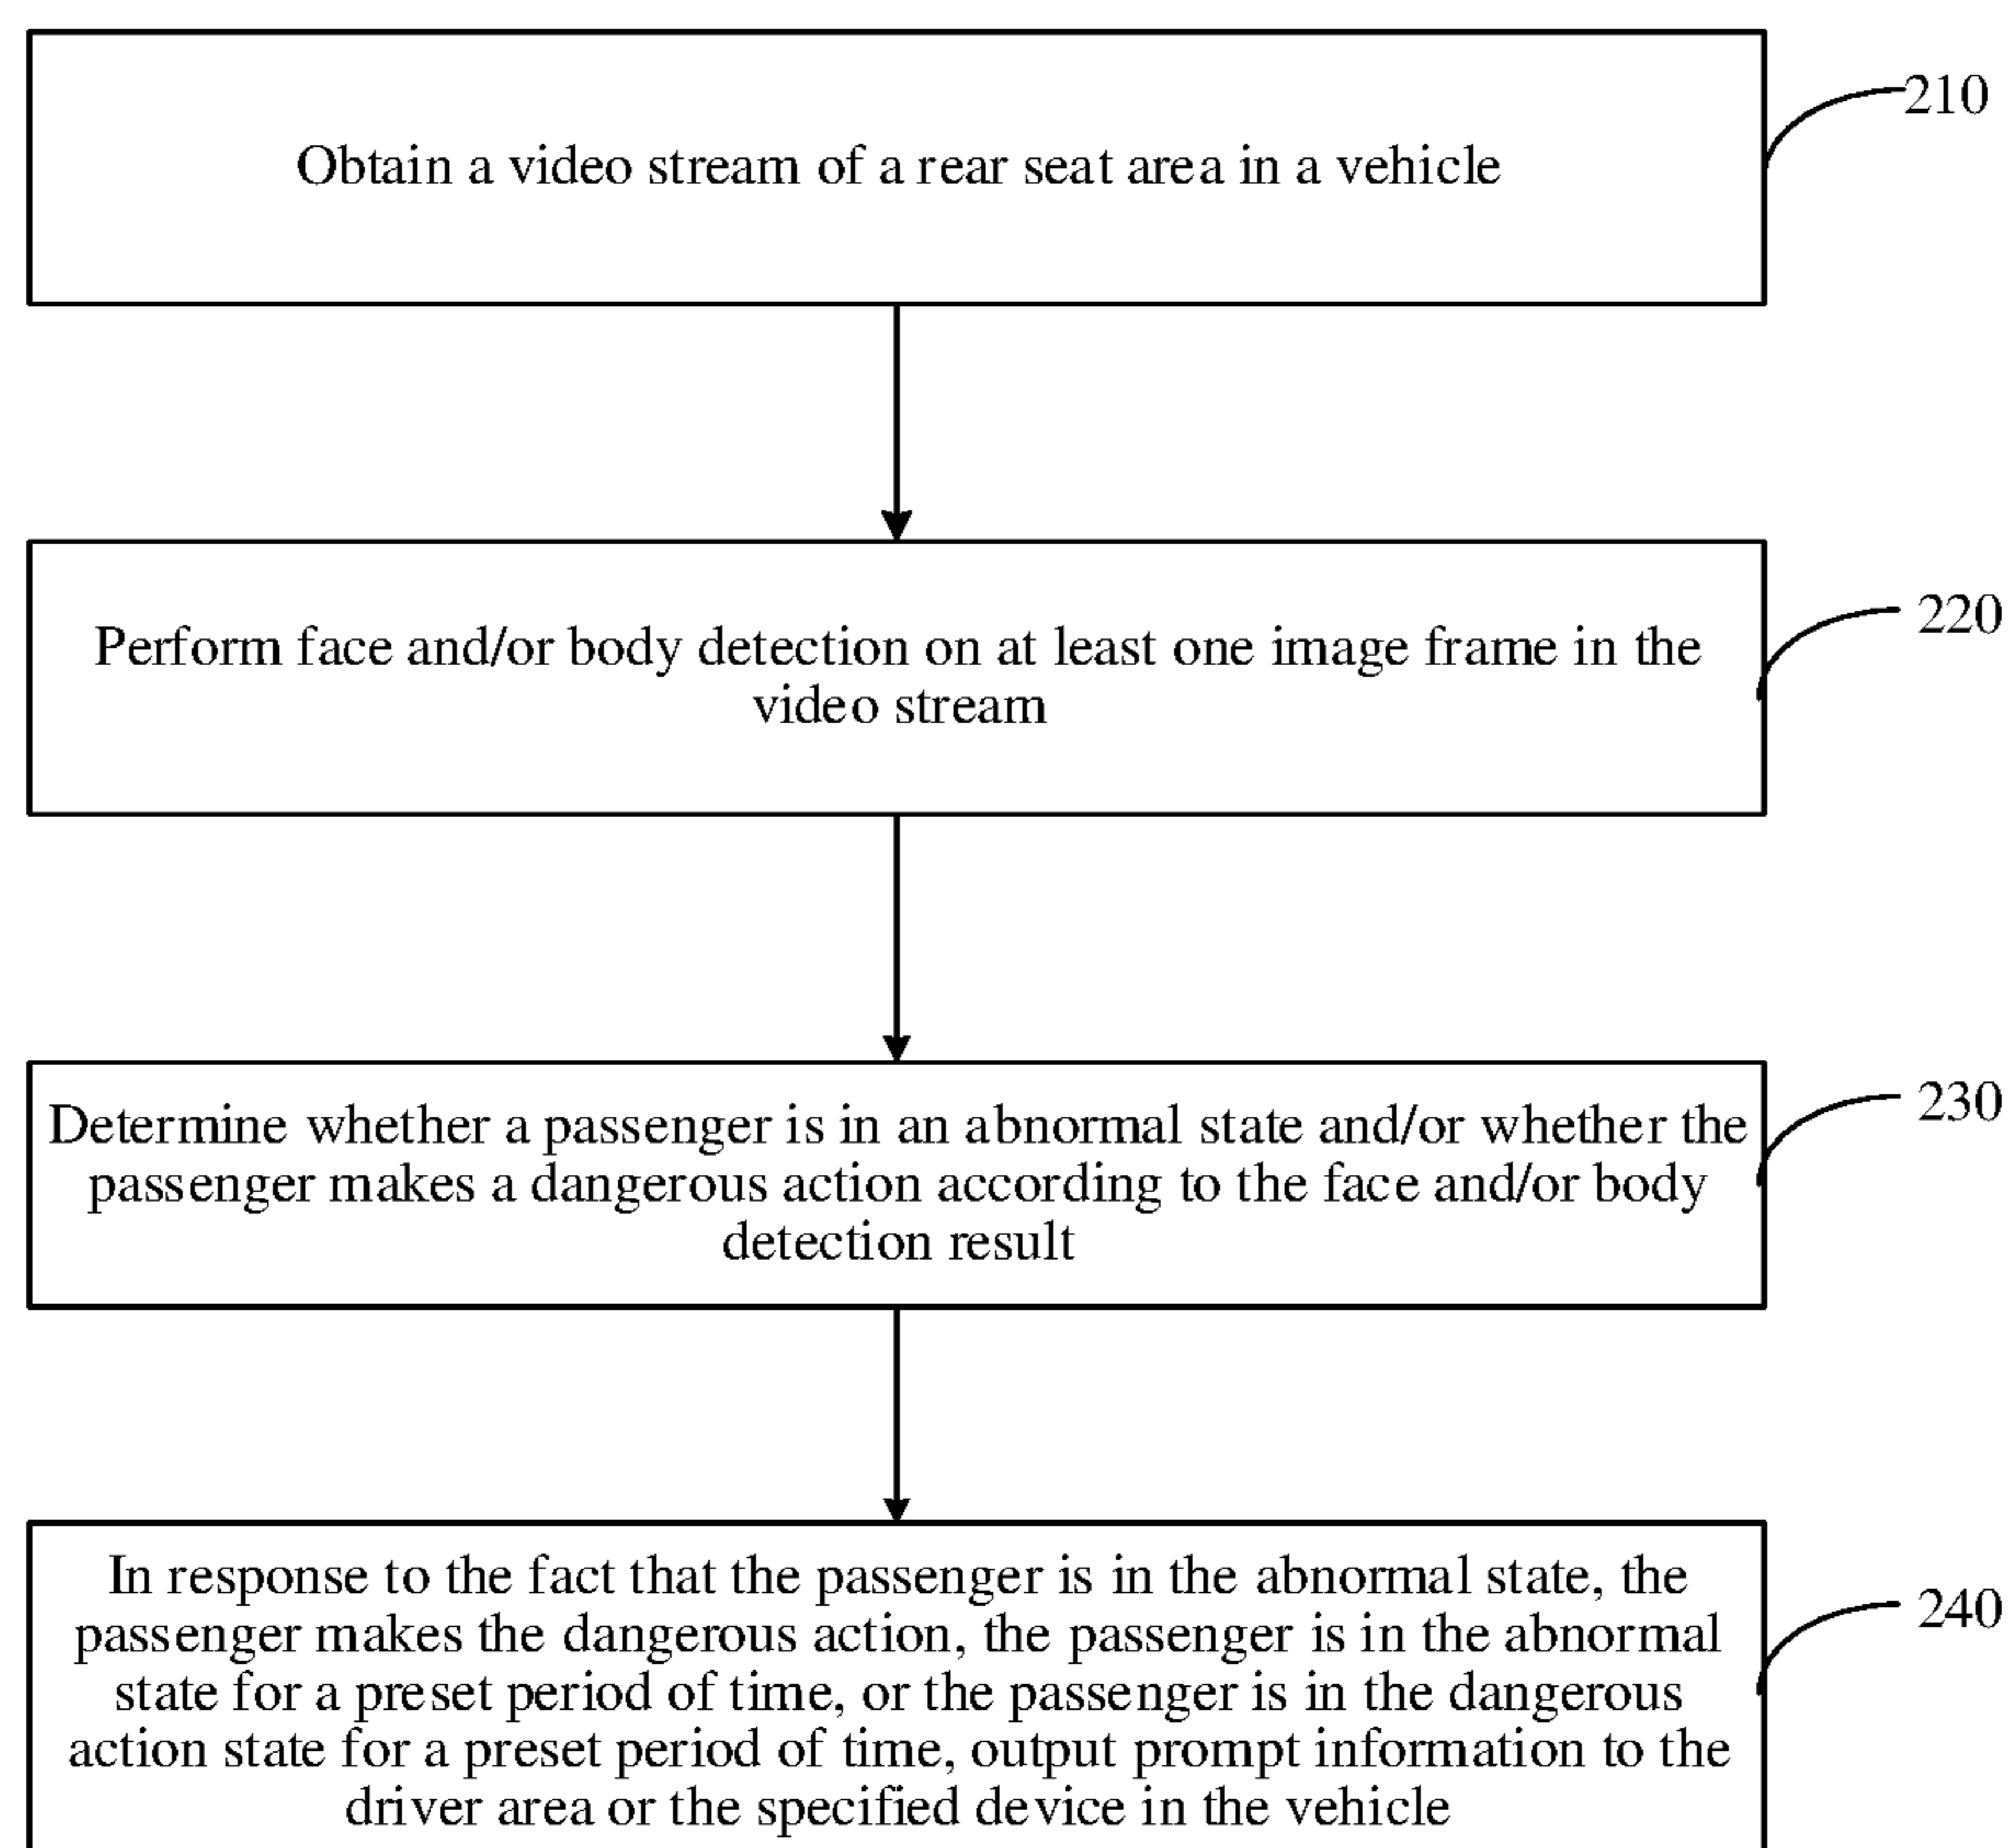 210
Obtain a video stream of a rear seat area in a vehicle
220
Perform face and/or body detection on at least one image frame in the
video stream
230
Determine whether a passenger is in an abnormal state and/or whether the
passenger makes a dangerous action according to the face and/or body
detection result
240
In response to the fact that the passenger is in the abnormal state, the
passenger makes the dangerous action, the passenger is in the abnormal
state for a preset period of time, or the passenger is in the dangerous
action state for a preset period of time, output prompt information to the
driver area or the specified device in the vehicle